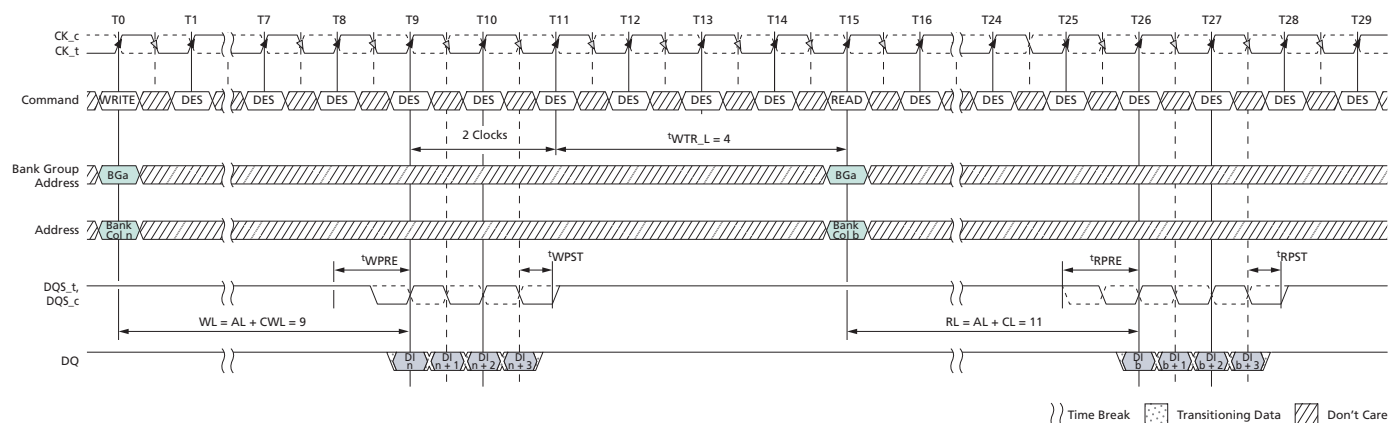 T0 T1 T7 T8 T9 T10 T11 T12 T13 T14 T15 T16 T24 T25 T26 T27 T28 T29
CK_c
CK_t
Command WRITE DES DES DES DES DES DES DES DES DES READ DES DES DES DES DES DES DES
2 Clocks tWTR_L = 4
Bank Group
Address BGa BGa
Address Bank
Col n Bank
Col b
tWPRE tWPST tRPRE tRPST
DQS_t,
DQS_c
WL = AL + CWL = 9 RL = AL + CL = 11
DQ DI
n DI
n + 1 DI
n + 2 DI
n + 3 DI
b DI
b + 1 DI
b + 2 DI
b + 3
Time Break Transitioning Data Don't Care